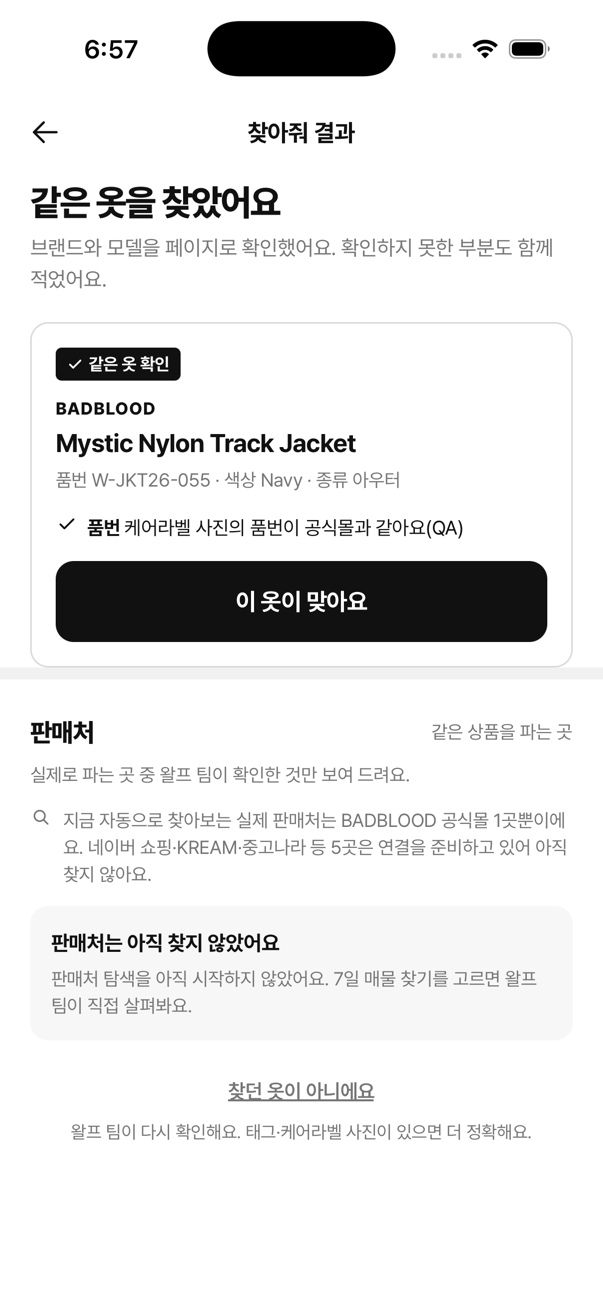 6:57
찾아줘 결과
같은 옷을 찾았어요
브랜드와 모델을 페이지로 확인했어요. 확인하지 못한 부분도 함께
적었어요.
같은 옷 확인
BADBLOOD
Mystic Nylon Track Jacket
품번 W-JKT26-055 · 색상 Navy · 종류 아우터
품번 케어라벨 사진의 품번이 공식몰과 같아요(QA)
이 옷이 맞아요
판매처
같은 상품을 파는 곳
실제로 파는 곳 중 왈프 팀이 확인한 것만 보여 드려요.
지금 자동으로 찾아보는 실제 판매처는 BADBLOOD 공식몰 1곳뿐이에
요. 네이버 쇼핑·KREAM·중고나라 등 5곳은 연결을 준비하고 있어 아직
찾지 않아요.
판매처는 아직 찾지 않았어요
판매처 탐색을 아직 시작하지 않았어요. 7일 매물 찾기를 고르면 왈프
팀이 직접 살펴봐요.
찾던 옷이 아니에요
왈프 팀이 다시 확인해요. 태그·케어라벨 사진이 있으면 더 정확해요.